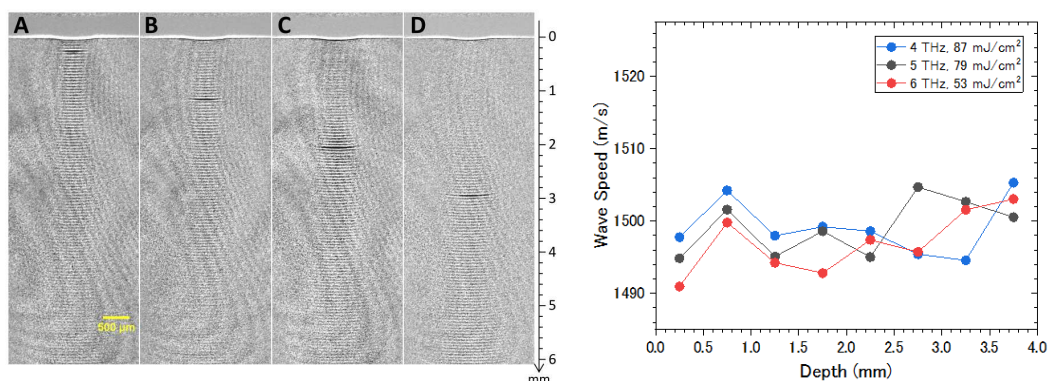 A B C D
0
1
2
3
4
5
6
mm
500 μm
Wave Speed (m/s)
1520
1510
1500
1490
4 THz, 87 mJ/cm²
5 THz, 79 mJ/cm²
6 THz, 53 mJ/cm²
0.0 0.5 1.0 1.5 2.0 2.5 3.0 3.5 4.0
Depth (mm)